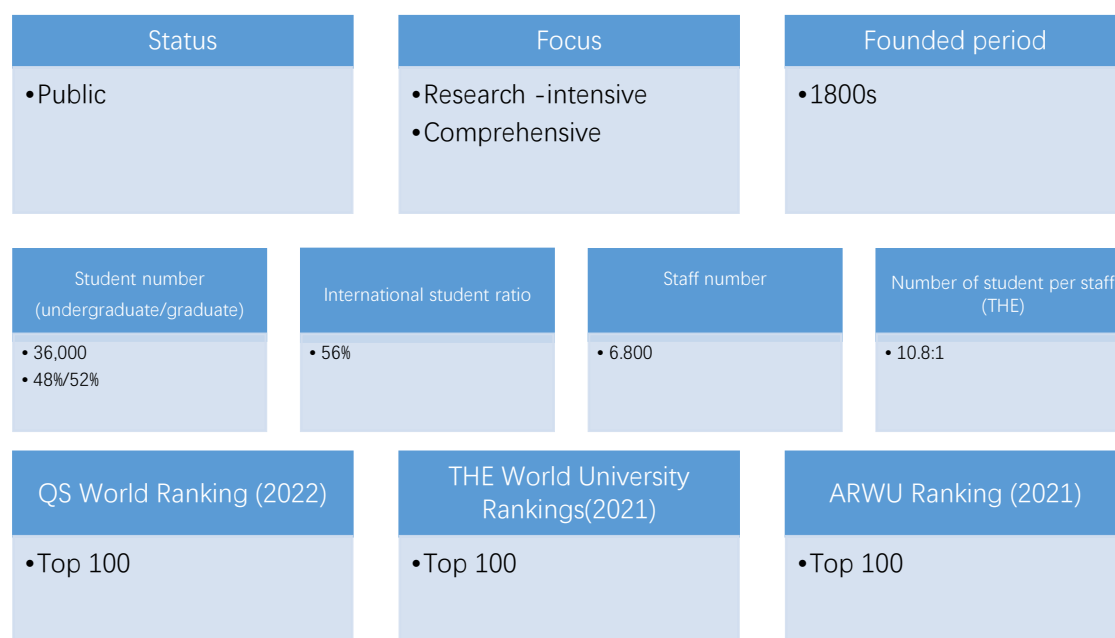 Status
•Public
Focus
•Research -intensive
•Comprehensive
Founded period
•1800s
Student number
(undergraduate/graduate)
• 36,000
• 48%/52%
International student ratio
• 56%
Staff number
• 6.800
Number of student per staff
(THE)
• 10.8:1
QS World Ranking (2022)
•Top 100
THE World University
Rankings(2021)
•Top 100
ARWU Ranking (2021)
•Top 100